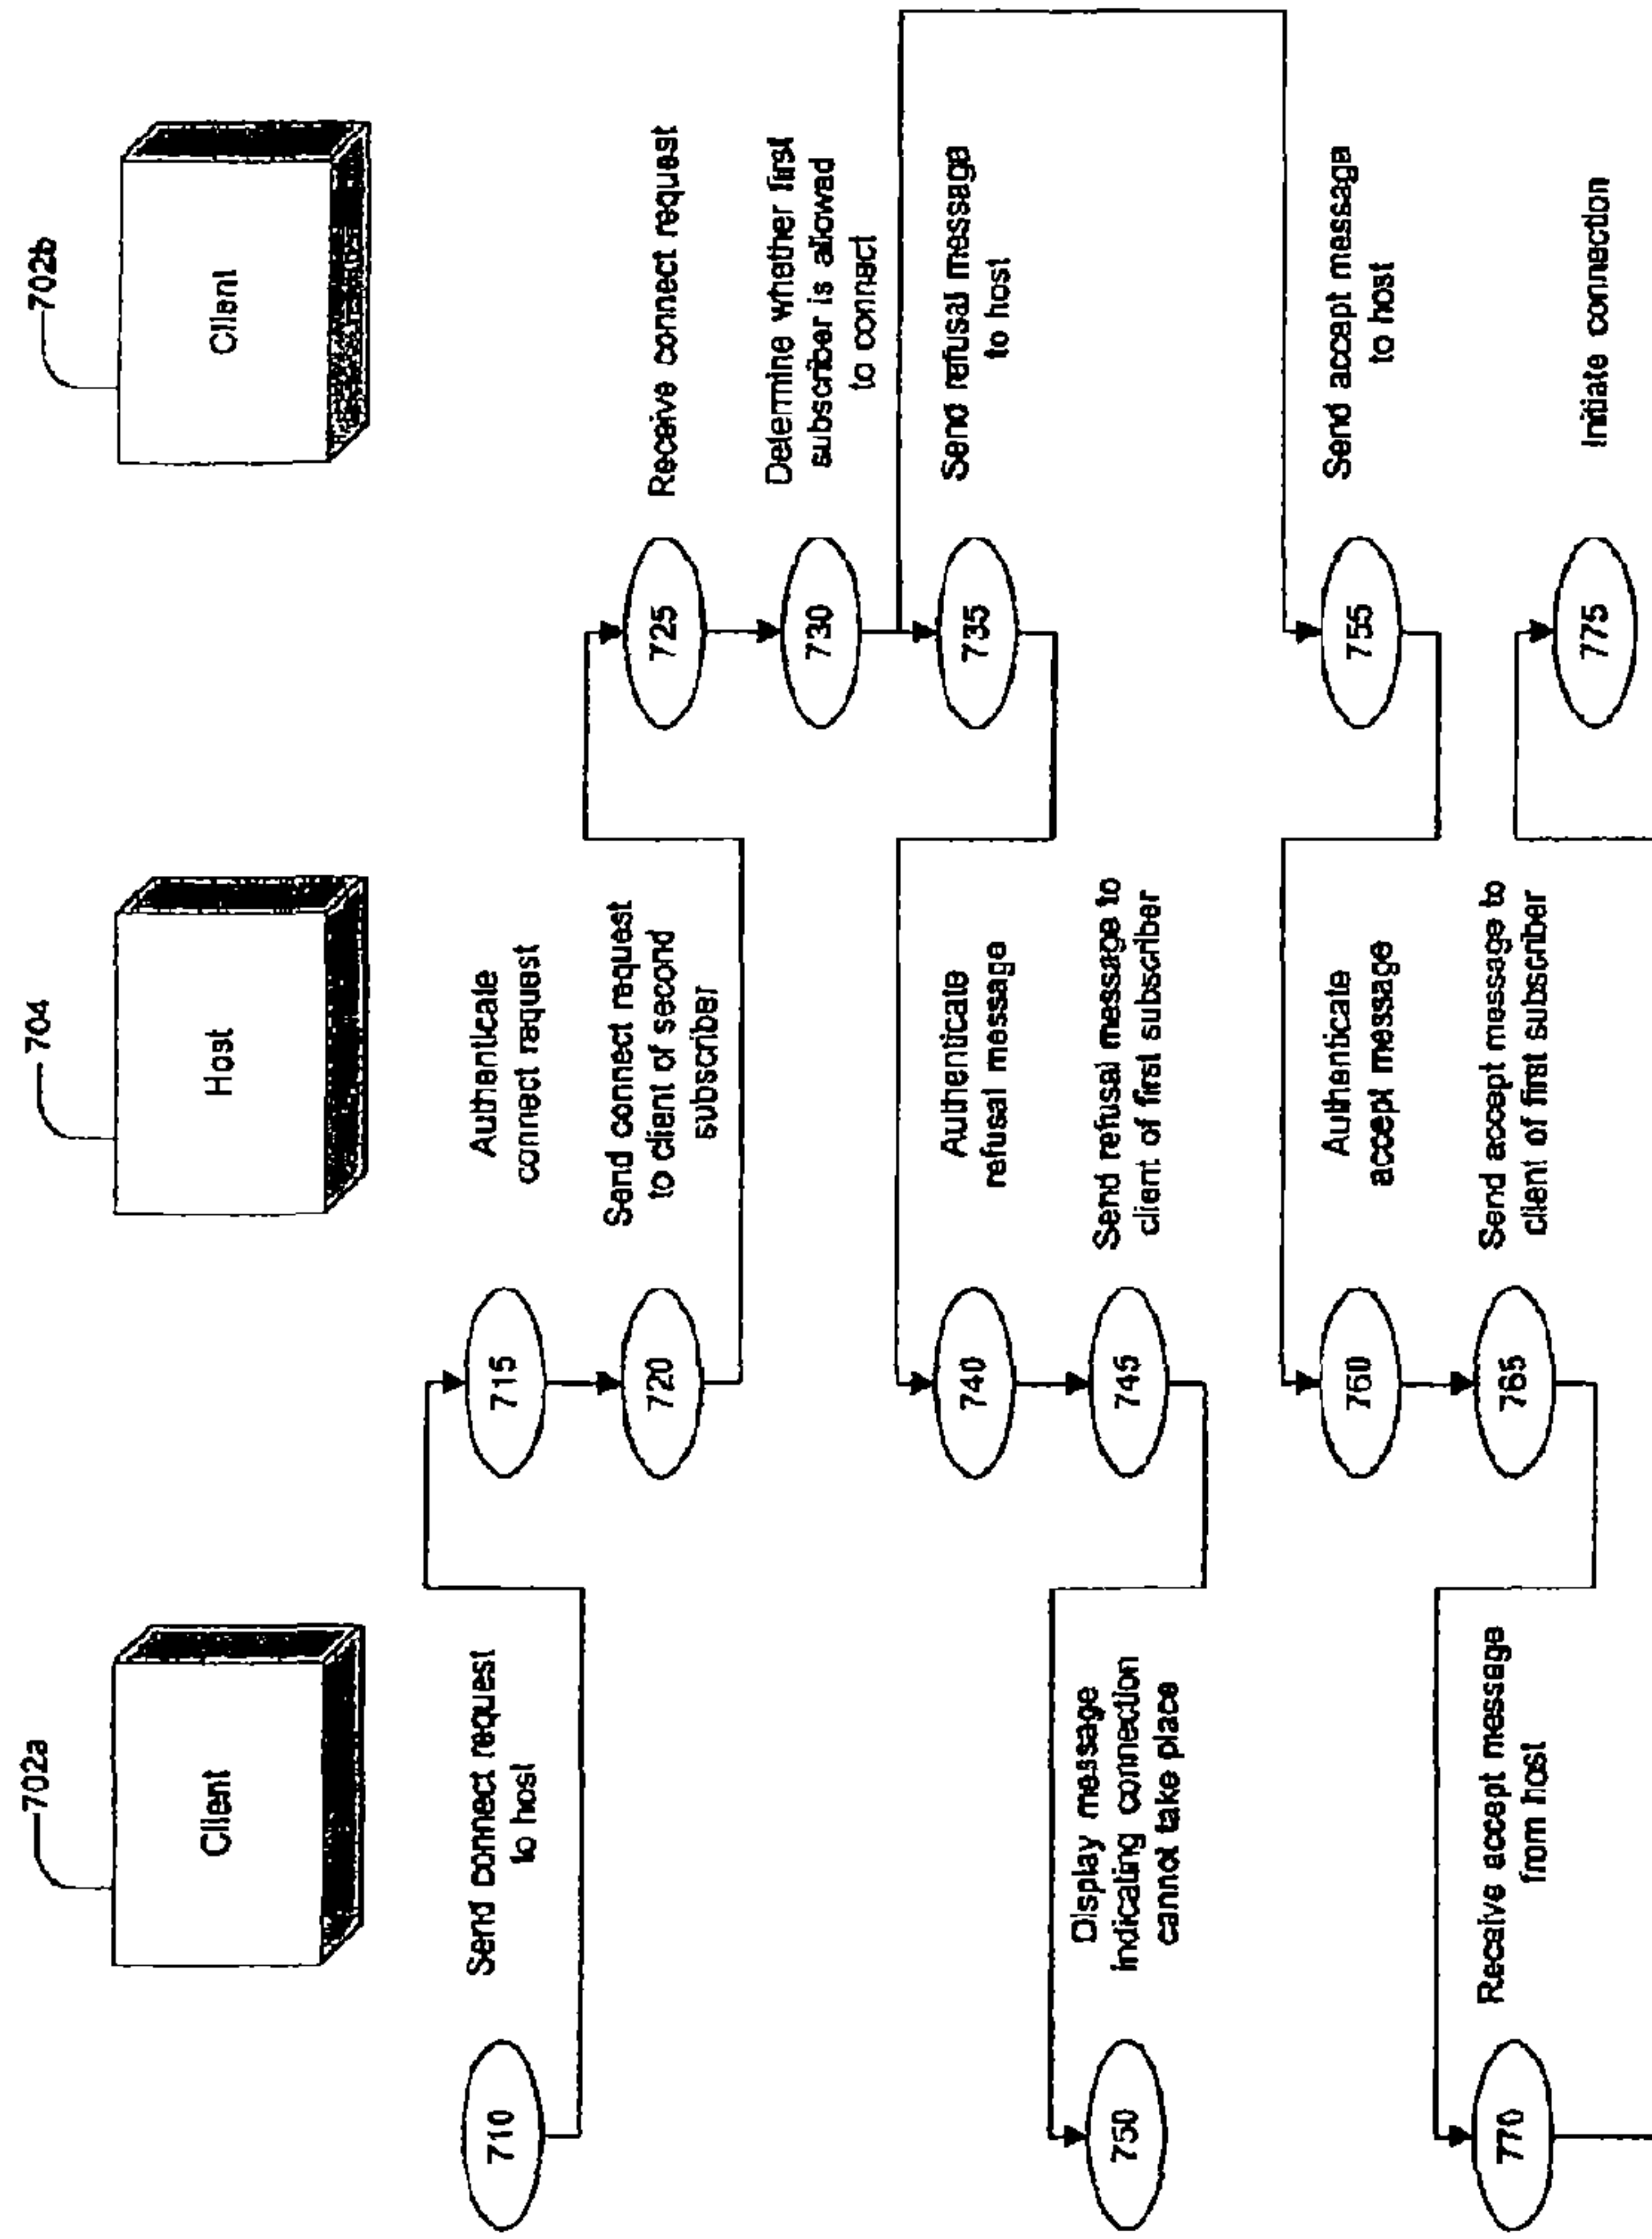 702a
704
702b
Client
Host
Client
710
Send connect request
to host
715
Authenticate
connect request
720
Send connect request
to client of second
subscriber
725
Receive connect request
730
Determine whether first
subscriber is allowed
to connect
735
Send refusal message
to host
740
Authenticate
refusal message
745
Send refusal message to
client of first subscriber
750
Display message
indicating connection
cannot take place
755
Send accept message
to host
760
Authenticate
accept message
765
Send accept message to
client of first subscriber
770
Receive accept message
from host
775
Initiate connection